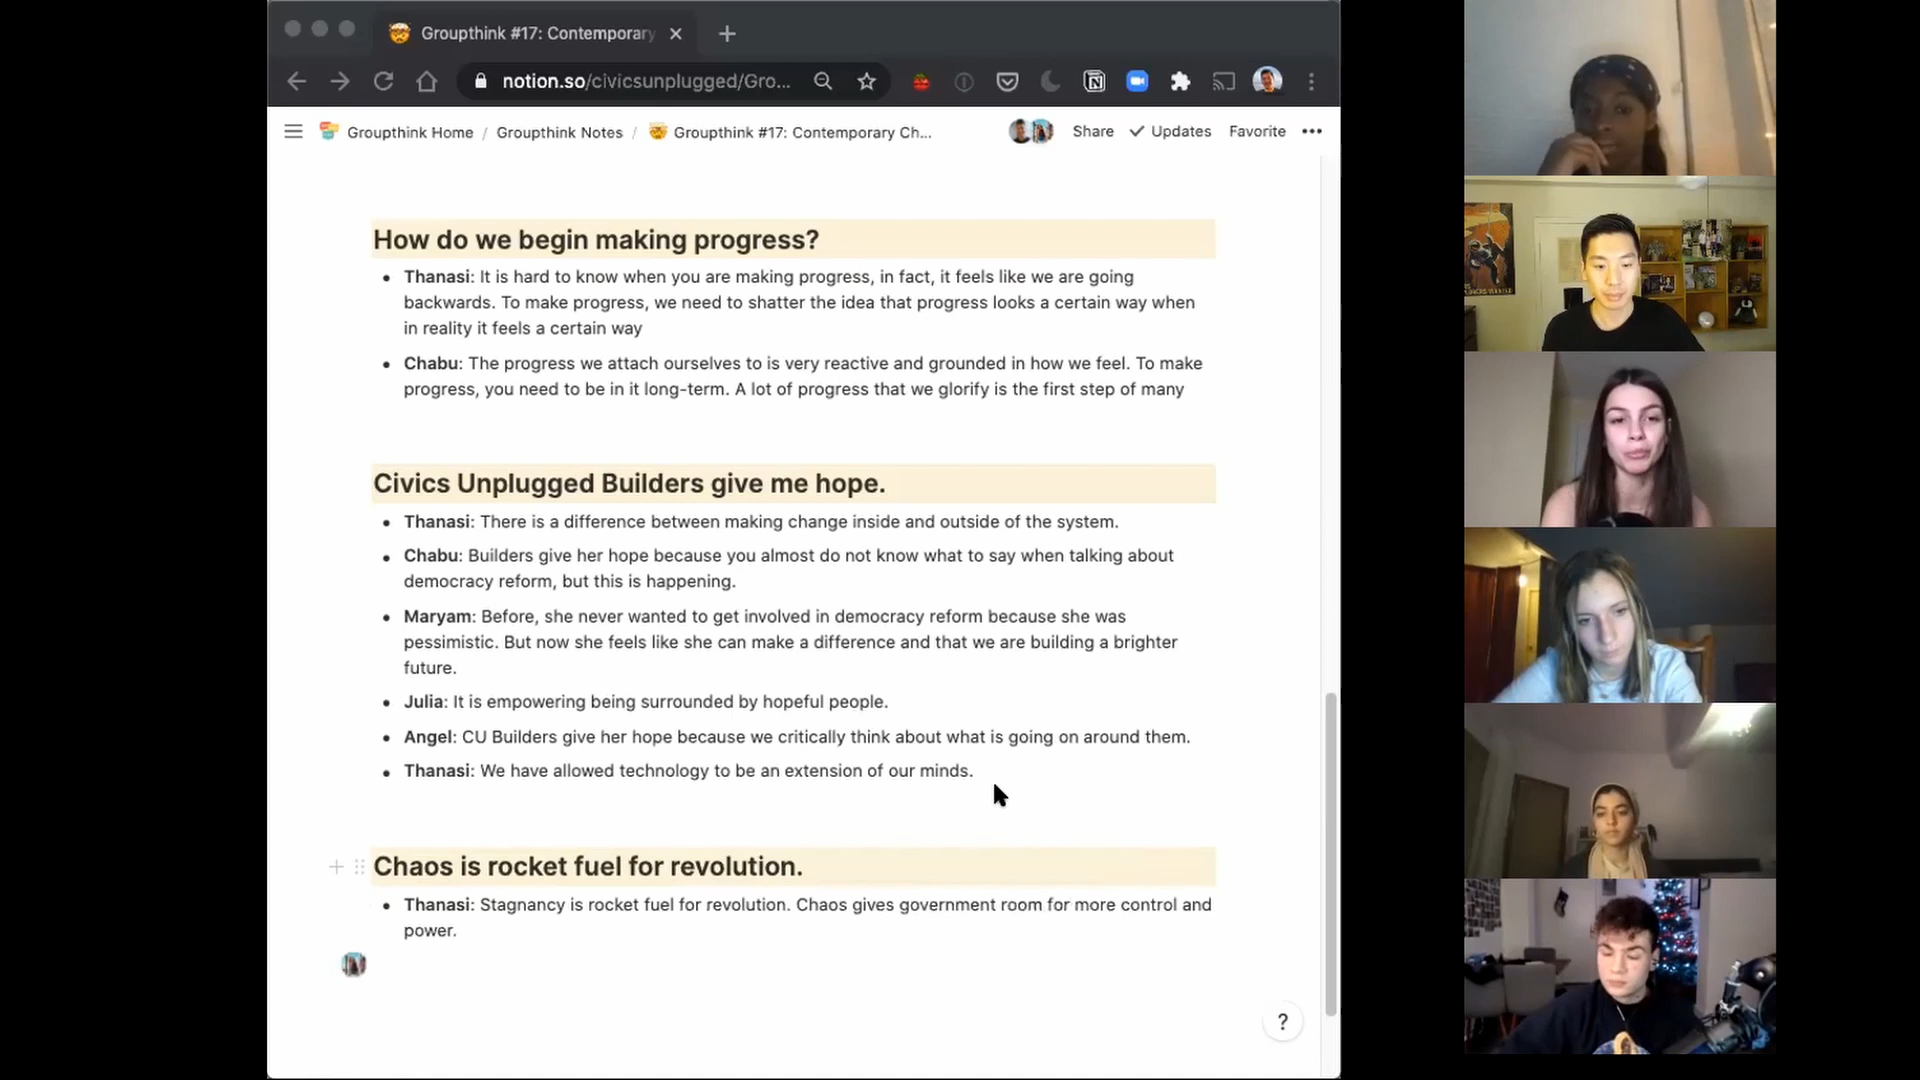 Groupthink #17: Contemporary
notion.so/civicsunplugged/Gro...
Groupthink Home / Groupthink Notes / Groupthink #17: Contemporary Ch...
Share Updates Favorite
How do we begin making progress?
Thanasi: It is hard to know when you are making progress, in fact, it feels like we are going
backwards. To make progress, we need to shatter the idea that progress looks a certain way when
in reality it feels a certain way
Chabu: The progress we attach ourselves to is very reactive and grounded in how we feel. To make
progress, you need to be in it long-term. A lot of progress that we glorify is the first step of many
Civics Unplugged Builders give me hope.
Thanasi: There is a difference between making change inside and outside of the system.
Chabu: Builders give her hope because you almost do not know what to say when talking about
democracy reform, but this is happening.
Maryam: Before, she never wanted to get involved in democracy reform because she was
pessimistic. But now she feels like she can make a difference and that we are building a brighter
future.
Julia: It is empowering being surrounded by hopeful people.
Angel: CU Builders give her hope because we critically think about what is going on around them.
Thanasi: We have allowed technology to be an extension of our minds.
Chaos is rocket fuel for revolution.
Thanasi: Stagnancy is rocket fuel for revolution. Chaos gives government room for more control and
power.
?